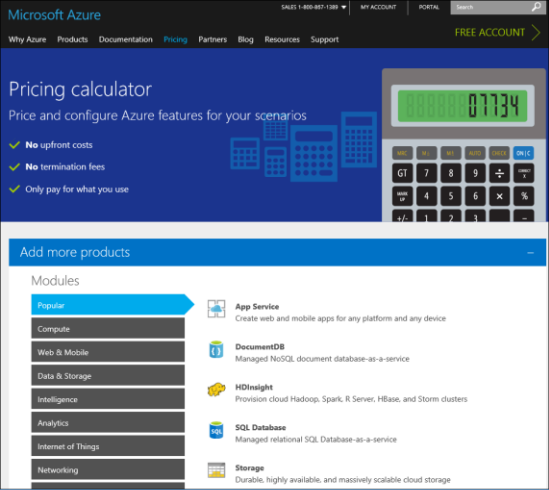 Microsoft Azure
SALES 1-800-867-1389 MY ACCOUNT PORTAL Search
Why Azure Products Documentation Pricing Partners Blog Resources Support
FREE ACCOUNT
Pricing calculator
Price and configure Azure features for your scenarios
No upfront costs
No termination fees
Only pay for what you use
07734
AUTO CHECK ON|C
GT 7 8 9 ÷ CORRECT X
MARK UP 4 5 6 × %
+/- 1 2 3 –
Add more products –
Modules
Popular
Compute
Web & Mobile
Data & Storage
Intelligence
Analytics
Internet of Things
Networking
App Service
Create web and mobile apps for any platform and any device
DocumentDB
Managed NoSQL document database-as-a-service
HDInsight
Provision cloud Hadoop, Spark, R Server, HBase, and Storm clusters
SQL
SQL Database
Managed relational SQL Database-as-a-service
Storage
Durable, highly available, and massively scalable cloud storage